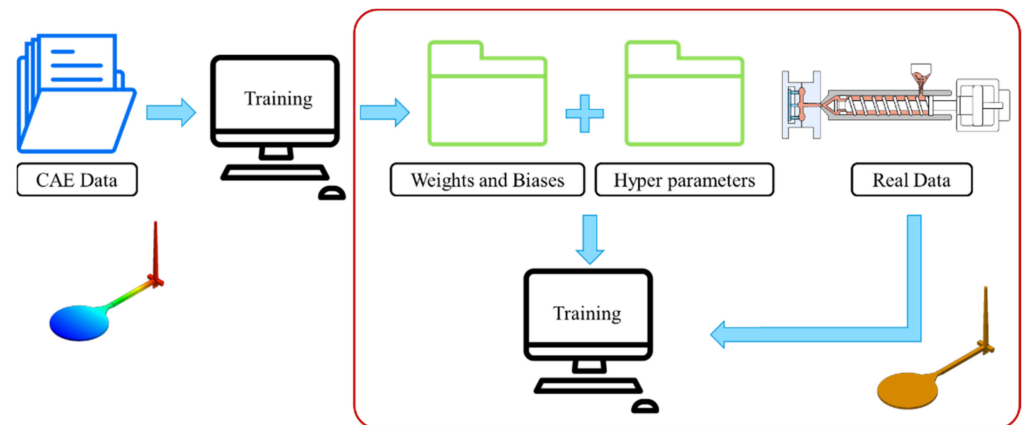 Training
CAE Data
Weights and Biases
Hyper parameters
Real Data
Training